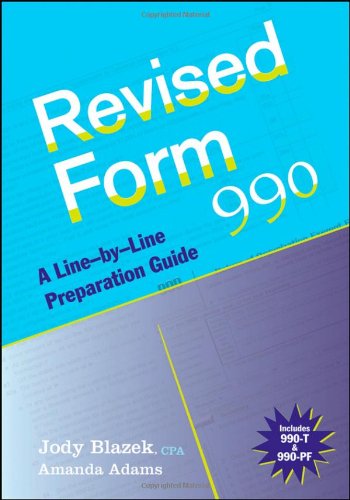 Revised
Form
990
A Line-by-Line
Preparation Guide
Includes
990-T
&
990-PF
Jody Blazek, CPA
Amanda Adams